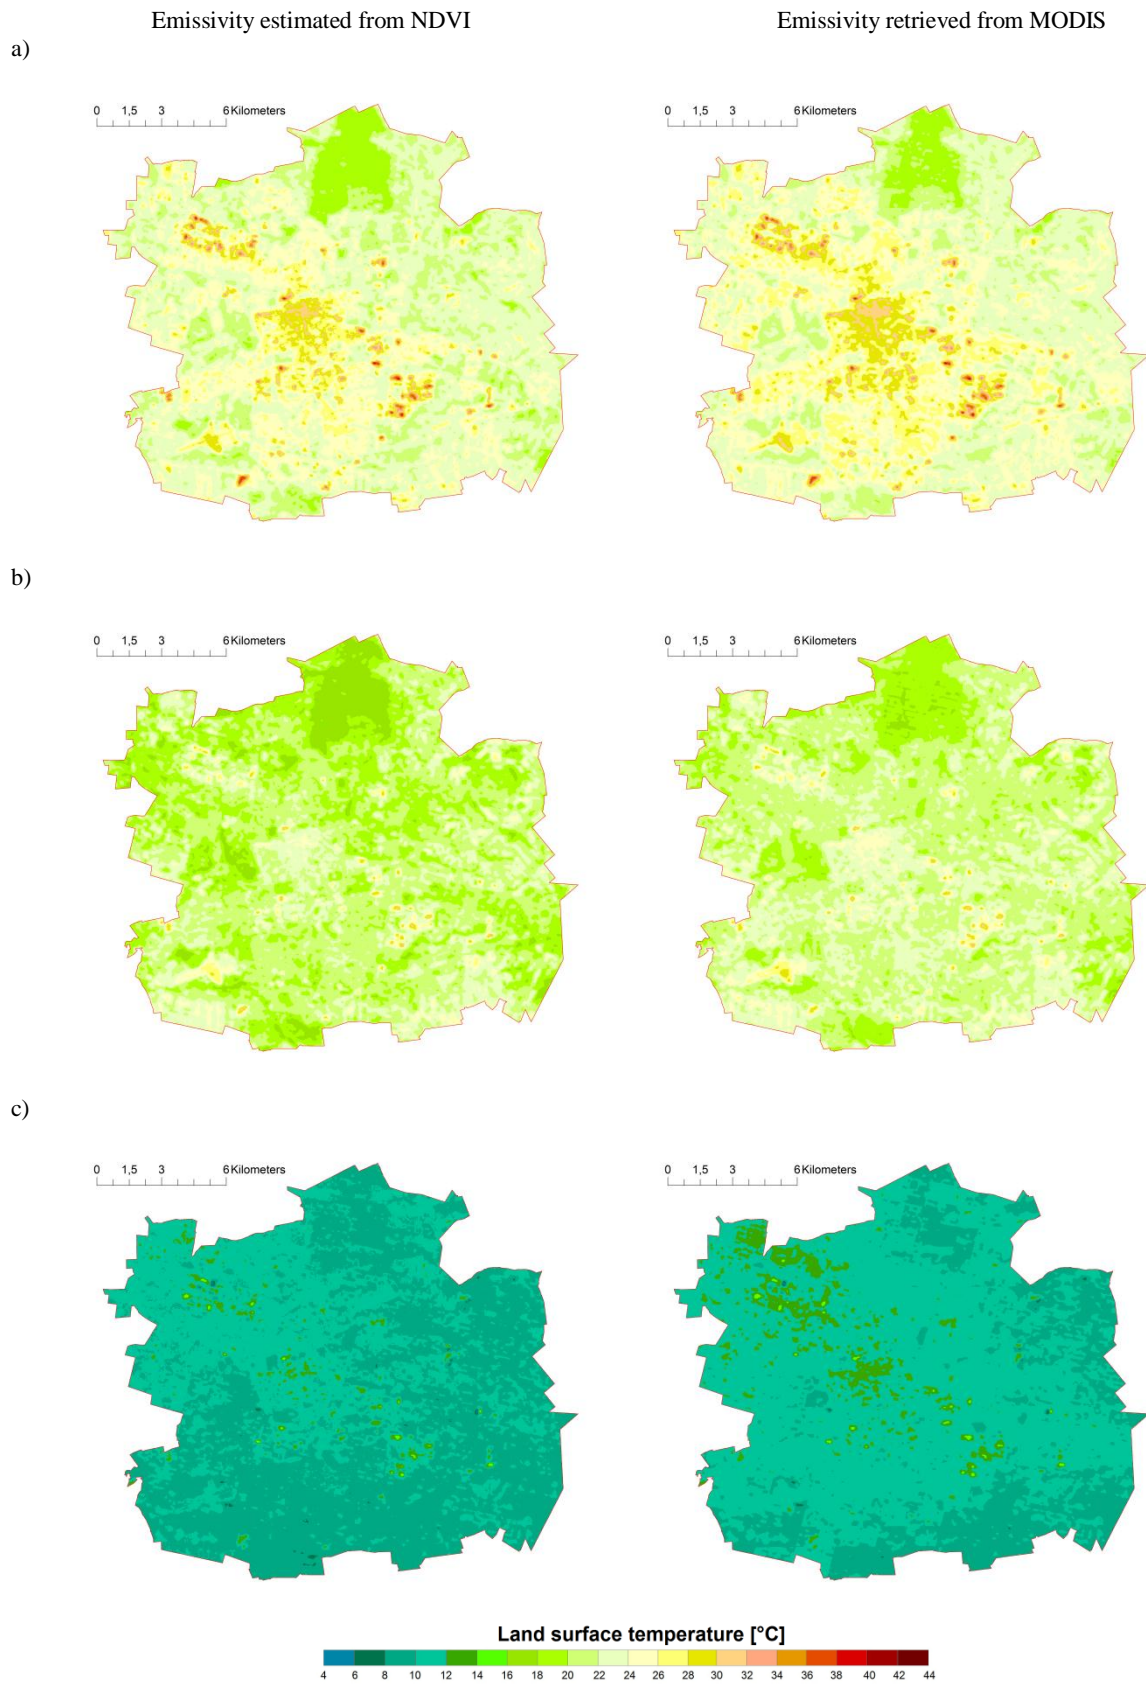 Emissivity estimated from NDVI
Emissivity retrieved from MODIS
a)
0 1,5 3 6 Kilometers
0 1,5 3 6 Kilometers
b)
0 1,5 3 6 Kilometers
0 1,5 3 6 Kilometers
c)
0 1,5 3 6 Kilometers
0 1,5 3 6 Kilometers
Land surface temperature [°C]
4 6 8 10 12 14 16 18 20 22 24 26 28 30 32 34 36 38 40 42 44